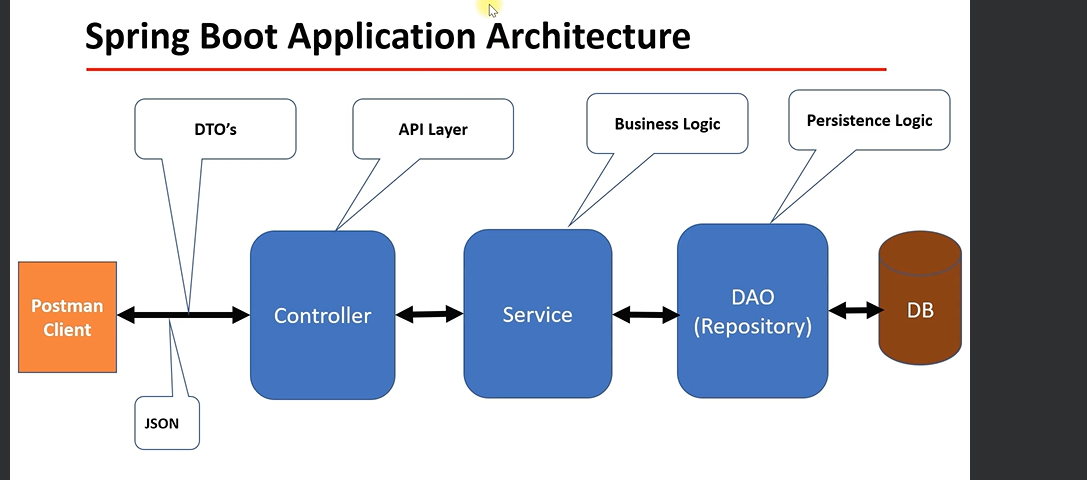 Spring Boot Application Architecture
DTO’s
API Layer
Business Logic
Persistence Logic
Postman
Client
Controller
Service
DAO
(Repository)
DB
JSON